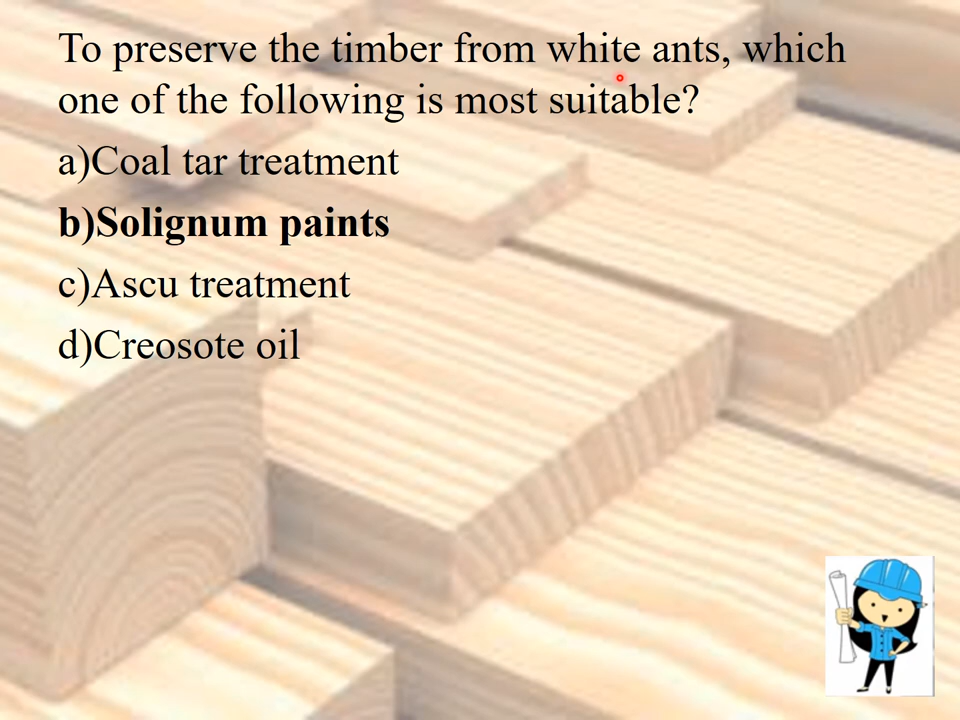 To preserve the timber from white ants, which
one of the following is most suitable?
a)Coal tar treatment
b)Solignum paints
c)Ascu treatment
d)Creosote oil